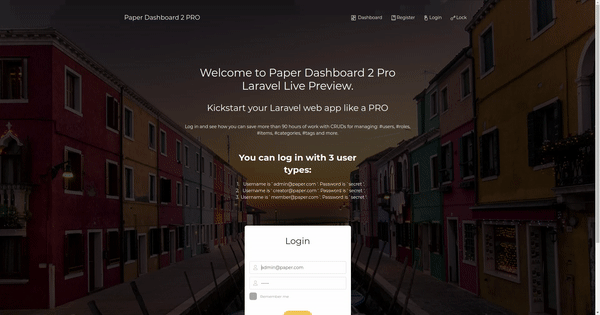 Paper Dashboard 2 PRO
Dashboard Register Login Lock
Welcome to Paper Dashboard 2 Pro
Laravel Live Preview.
Kickstart your Laravel web app like a PRO
Log in and see how you can save more than 90 hours of work with CRUDs for managing: #users, #roles,
#items, #categories, #tags and more.
You can log in with 3 user
types:
1. Username is ' admin@paper.com '. Password is ' secret '.
2. Username is ' creator@paper.com '. Password is ' secret '.
3. Username is ' member@paper.com '. Password is ' secret '.
Login
admin@paper.com
Remember me